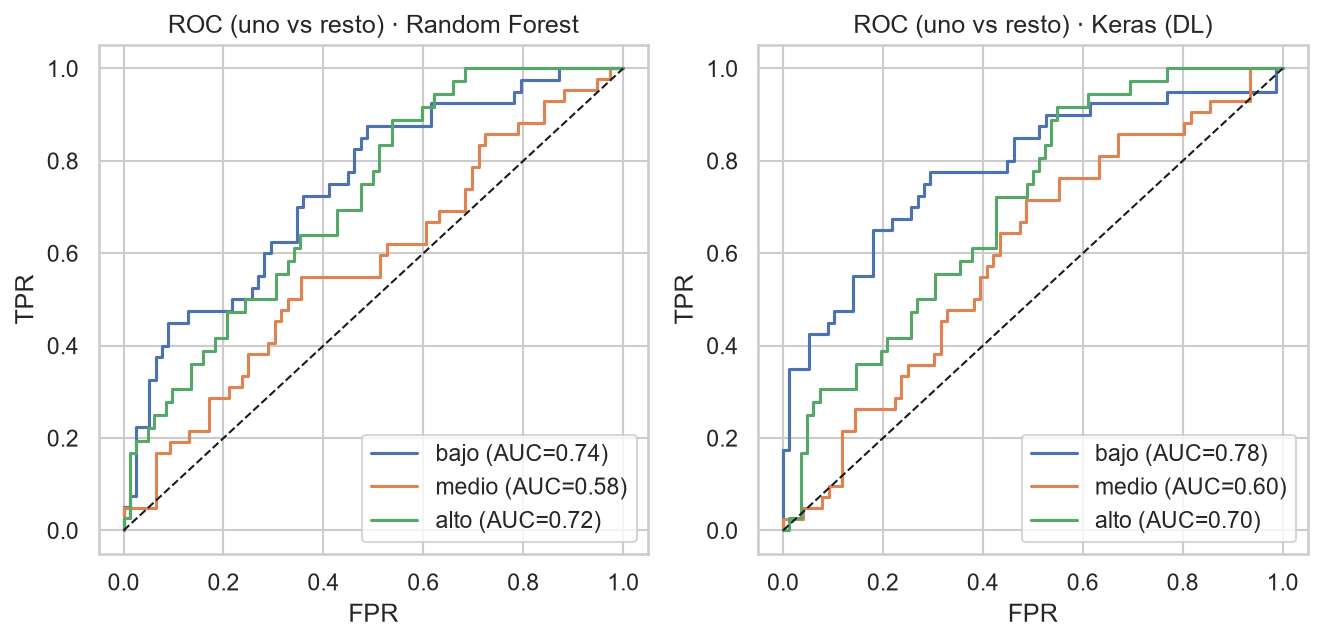 ROC (uno vs resto) · Random Forest
TPR
1.0
0.8
0.6
0.4
0.2
0.0
bajo (AUC=0.74)
medio (AUC=0.58)
alto (AUC=0.72)
0.0 0.2 0.4 0.6 0.8 1.0
FPR
ROC (uno vs resto) · Keras (DL)
TPR
1.0
0.8
0.6
0.4
0.2
0.0
bajo (AUC=0.78)
medio (AUC=0.60)
alto (AUC=0.70)
0.0 0.2 0.4 0.6 0.8 1.0
FPR